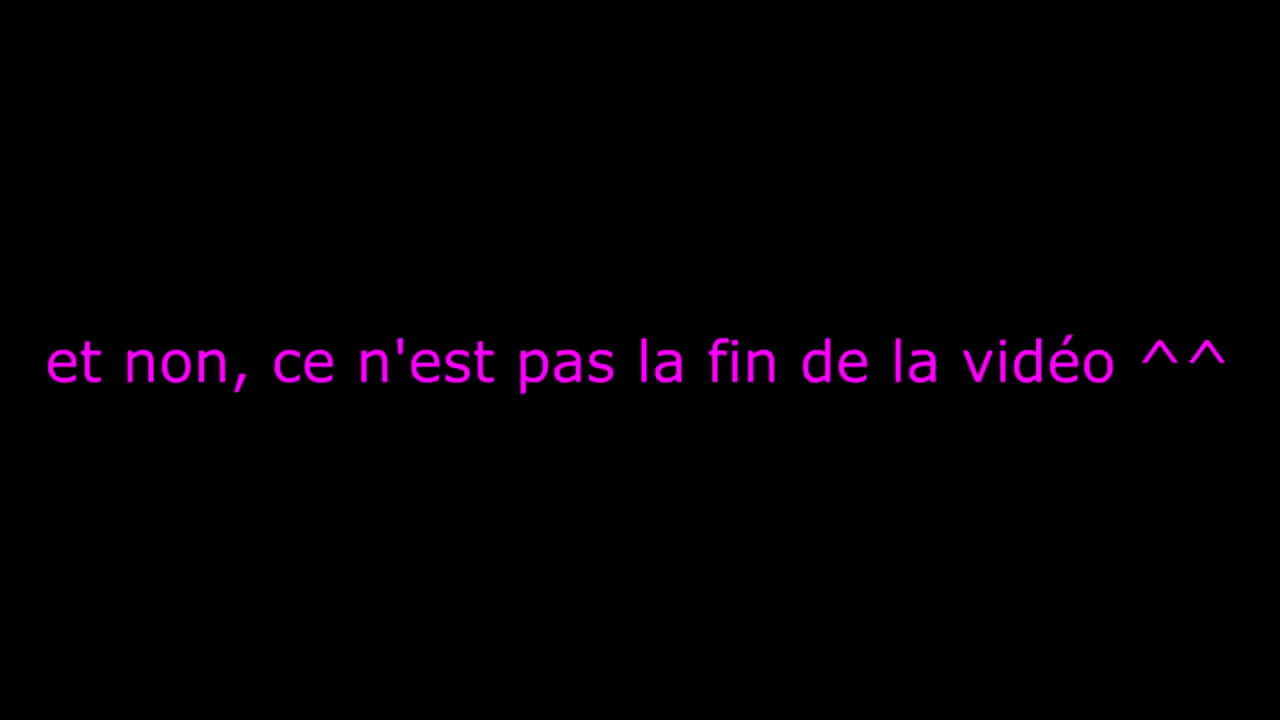 et non, ce n'est pas la fin de la vidéo ^^